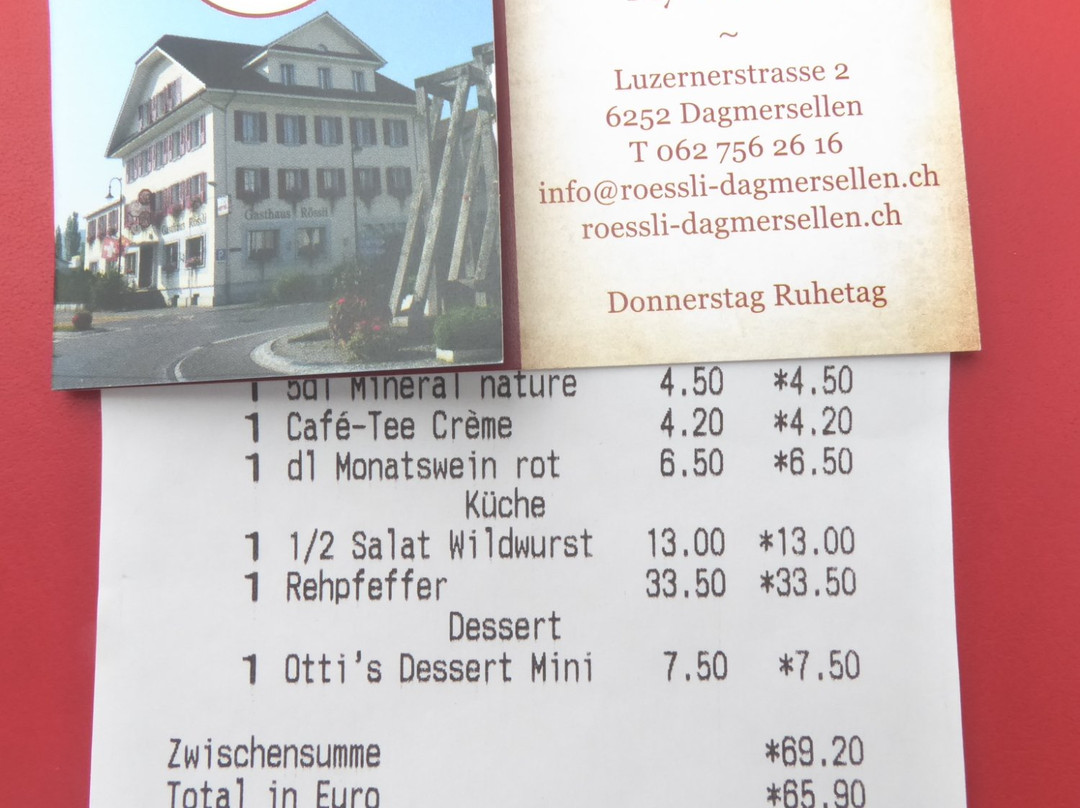 Gasthaus Rössli
Gasthaus Rössli
~
Luzernerstrasse 2
6252 Dagmersellen
T 062 756 26 16
info@roessli-dagmersellen.ch
roessli-dagmersellen.ch
Donnerstag Ruhetag
1 5dl Mineral nature 4.50 *4.50
1 Café-Tee Crème 4.20 *4.20
1 dl Monatswein rot 6.50 *6.50
Küche
1 1/2 Salat Wildwurst 13.00 *13.00
1 Rehpfeffer 33.50 *33.50
Dessert
1 Otti's Dessert Mini 7.50 *7.50
Zwischensumme *69.20
Total in Euro *65.90